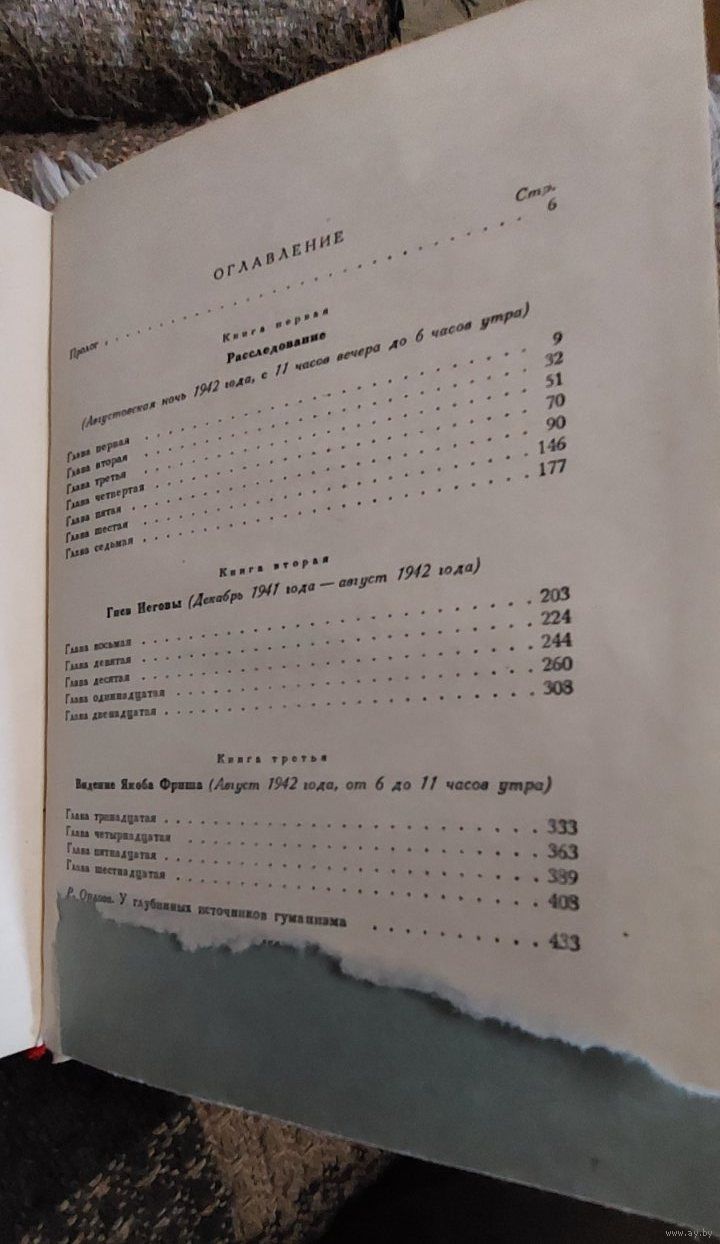 ОГЛАВЛЕНИЕ
Стр.
Пролог . . . . . . . . . . . . . . . . . . . . . . . 6
Книга первая
Расследование
(Августовская ночь 1942 года, с 11 часов вечера до 6 часов утра)
Глава первая . . . . . . . . . . . . . . . . . . . . 9
Глава вторая . . . . . . . . . . . . . . . . . . . . 32
Глава третья . . . . . . . . . . . . . . . . . . . . 51
Глава четвертая . . . . . . . . . . . . . . . . . . . . 70
Глава пятая . . . . . . . . . . . . . . . . . . . . 90
Глава шестая . . . . . . . . . . . . . . . . . . . . 146
Глава седьмая . . . . . . . . . . . . . . . . . . . . 177
Книга вторая
Гнев Иеговы (Декабрь 1941 года — август 1942 года)
Глава восьмая . . . . . . . . . . . . . . . . . . . . 203
Глава девятая . . . . . . . . . . . . . . . . . . . . 224
Глава десятая . . . . . . . . . . . . . . . . . . . . 244
Глава одиннадцатая . . . . . . . . . . . . . . . . . . . . 260
Глава двенадцатая . . . . . . . . . . . . . . . . . . . . 308
Книга третья
Видение Якоба Фриша (Август 1942 года, от 6 до 11 часов утра)
Глава тринадцатая . . . . . . . . . . . . . . . . . . . . 333
Глава четырнадцатая . . . . . . . . . . . . . . . . . . 363
Глава пятнадцатая . . . . . . . . . . . . . . . . . . . . 389
Глава шестнадцатая . . . . . . . . . . . . . . . . . . . 408
Р. Орлова. У глубинных источников гуманизма . . . . . . . . . 433
www.ay.by